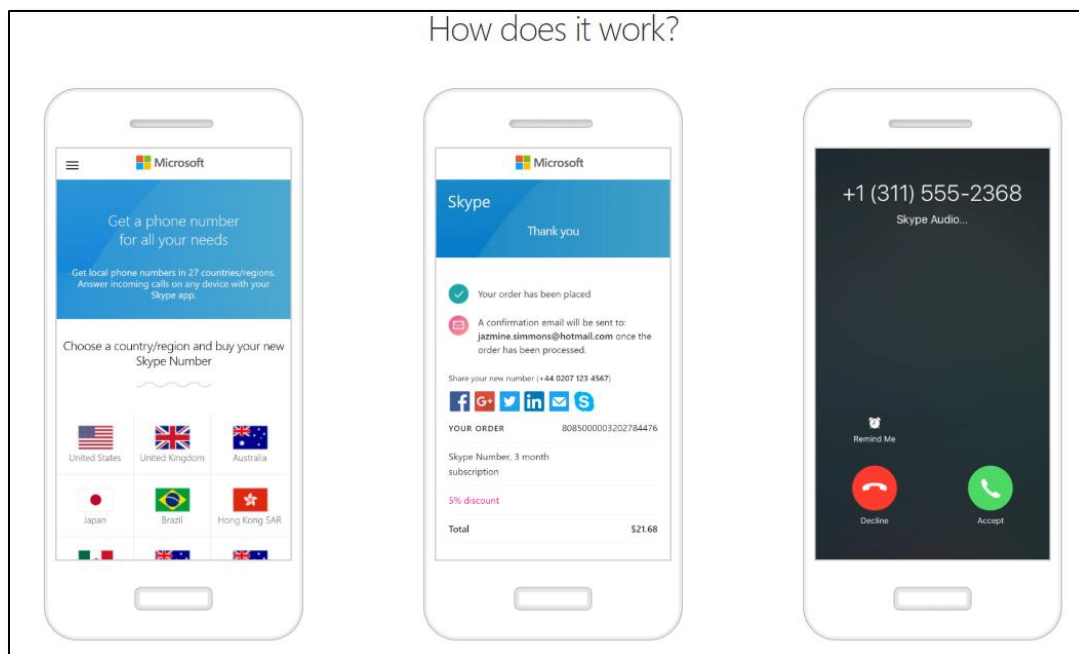 How does it work?
Microsoft
Get a phone number
for all your needs
Get local phone numbers in 27 countries/regions.
Answer incoming calls on any device with your
Skype app.
Choose a country/region and buy your new
Skype Number
United States
United Kingdom
Australia
Japan
Brazil
Hong Kong SAR
Microsoft
Skype
Thank you
Your order has been placed
A confirmation email will be sent to:
jazmine.simmons@hotmail.com once the
order has been processed.
Share your new number (+44 0207 123 4567)
f G+ in S
YOUR ORDER 8085000003202784476
Skype Number, 3 month
subscription
5% discount
Total $21.68
+1 (311) 555-2368
Skype Audio...
Remind Me
Decline
Accept